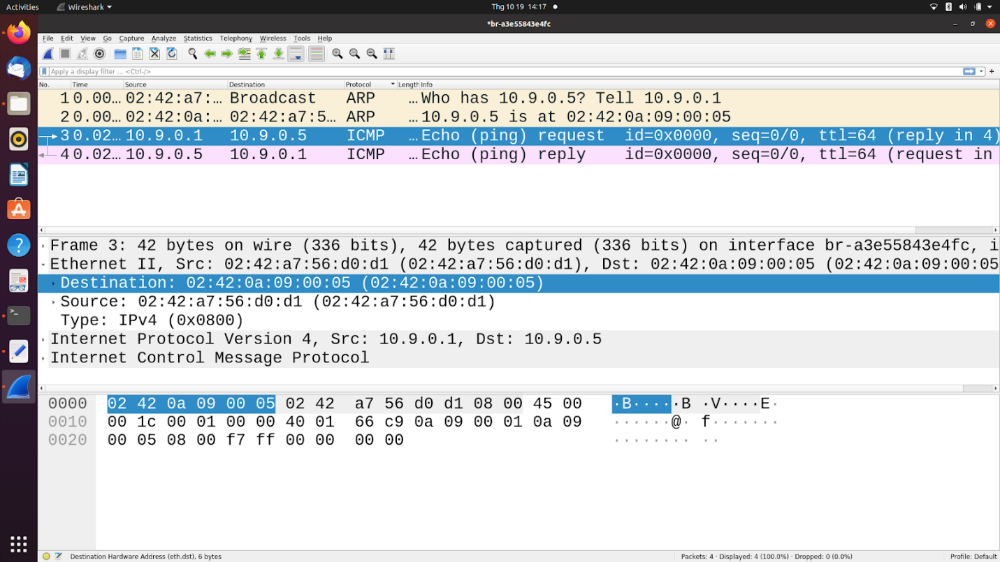 Activities Wireshark Thg 10 19 14:17
*br-a3e55843e4fc
File Edit View Go Capture Analyze Statistics Telephony Wireless Tools Help
Apply a display filter ... <Ctrl-/>
No. Time Source Destination Protocol Length Info
1 0.00… 02:42:a7:… Broadcast ARP … Who has 10.9.0.5? Tell 10.9.0.1
2 0.00… 02:42:0a:… 02:42:a7:5… ARP … 10.9.0.5 is at 02:42:0a:09:00:05
3 0.02… 10.9.0.1 10.9.0.5 ICMP … Echo (ping) request id=0x0000, seq=0/0, ttl=64 (reply in 4)
4 0.02… 10.9.0.5 10.9.0.1 ICMP … Echo (ping) reply id=0x0000, seq=0/0, ttl=64 (request in
Frame 3: 42 bytes on wire (336 bits), 42 bytes captured (336 bits) on interface br-a3e55843e4fc, i
Ethernet II, Src: 02:42:a7:56:d0:d1 (02:42:a7:56:d0:d1), Dst: 02:42:0a:09:00:05 (02:42:0a:09:00:05
Destination: 02:42:0a:09:00:05 (02:42:0a:09:00:05)
Source: 02:42:a7:56:d0:d1 (02:42:a7:56:d0:d1)
Type: IPv4 (0x0800)
Internet Protocol Version 4, Src: 10.9.0.1, Dst: 10.9.0.5
Internet Control Message Protocol
0000 02 42 0a 09 00 05 02 42 a7 56 d0 d1 08 00 45 00 ·B·····B ·V····E·
0010 00 1c 00 01 00 00 40 01 66 c9 0a 09 00 01 0a 09 ······@· f·······
0020 00 05 08 00 f7 ff 00 00 00 00 ········ ··
Destination Hardware Address (eth.dst), 6 bytes Packets: 4 · Displayed: 4 (100.0%) · Dropped: 0 (0.0%) Profile: Default